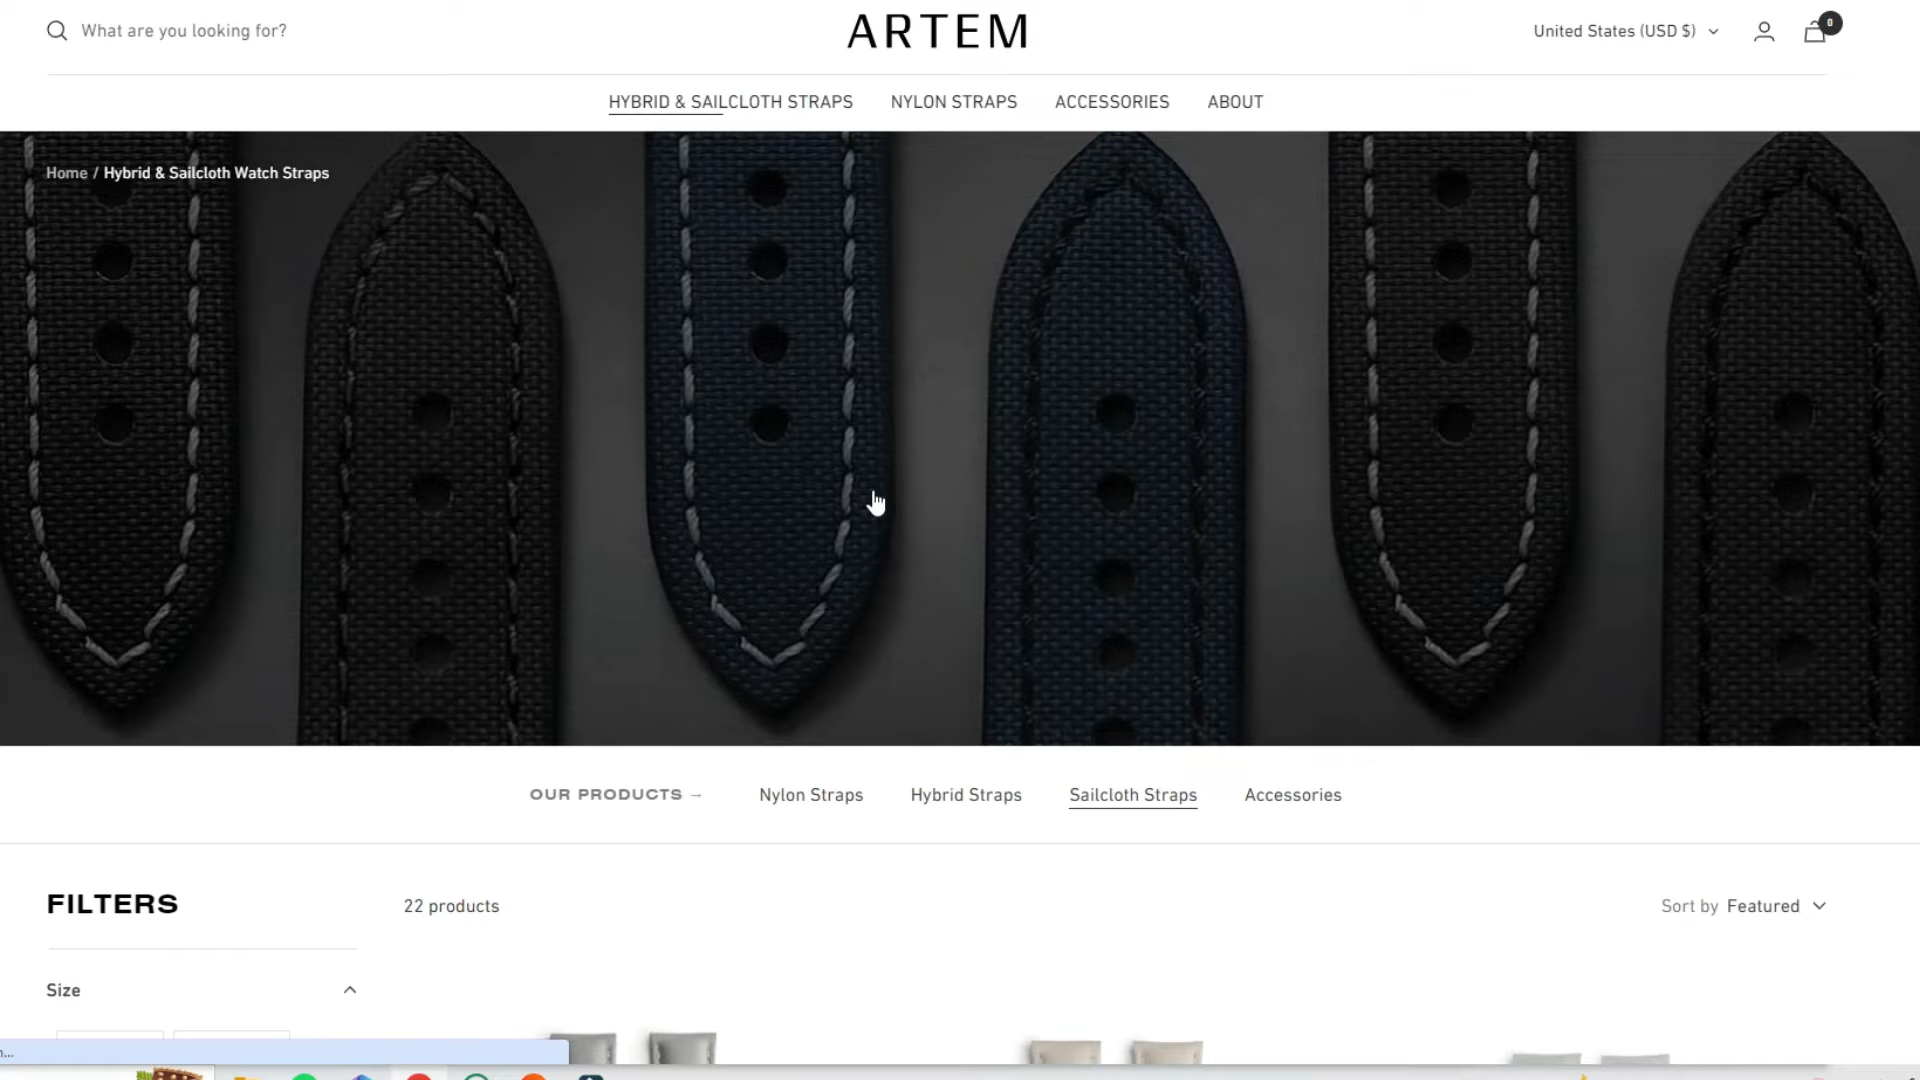 What are you looking for?
ARTEM
United States (USD $)
0
HYBRID & SAILCLOTH STRAPS
NYLON STRAPS
ACCESSORIES
ABOUT
Home / Hybrid & Sailcloth Watch Straps
OUR PRODUCTS →
Nylon Straps
Hybrid Straps
Sailcloth Straps
Accessories
FILTERS
22 products
Sort by Featured
Size